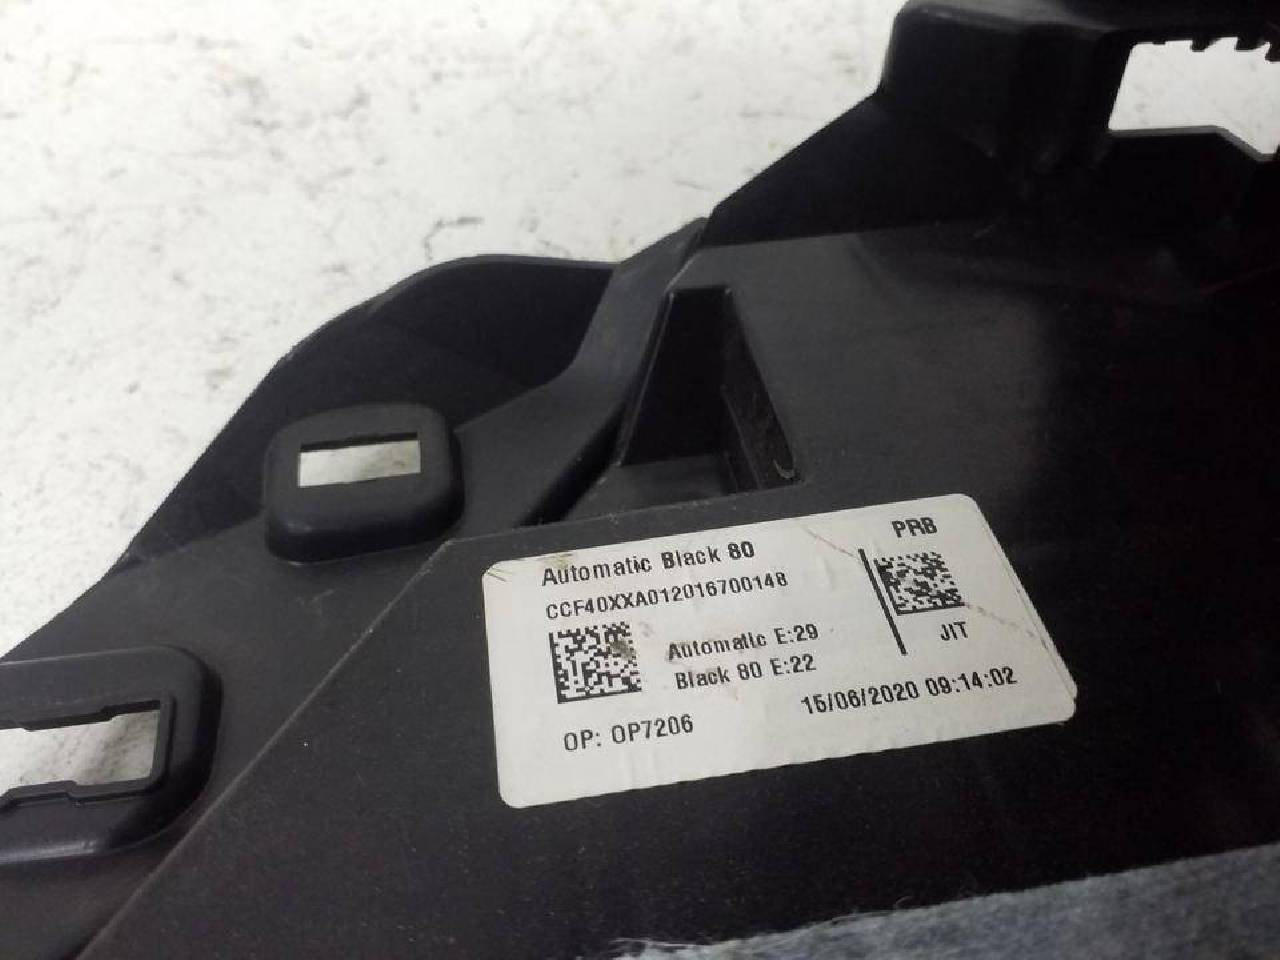 Automatic Black 80
PRB
CCF40XXA012016700148
Automatic E:29
Black 80 E:22
JIT
OP: OP7206
15/06/2020 09:14:02